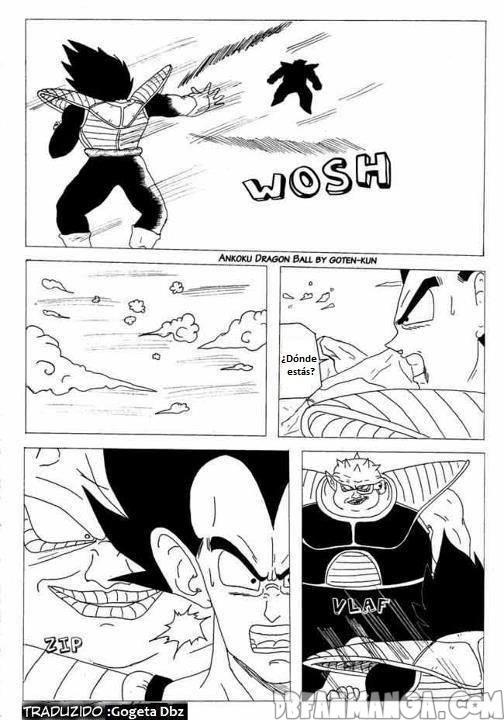 WOSH
ANKOKU DRAGON BALL BY GOTEN-KUN
¿Dónde
estás?
ZIP
VLAF
TRADUZIDO :Gogeta Dbz
DBFANMANGA.COM